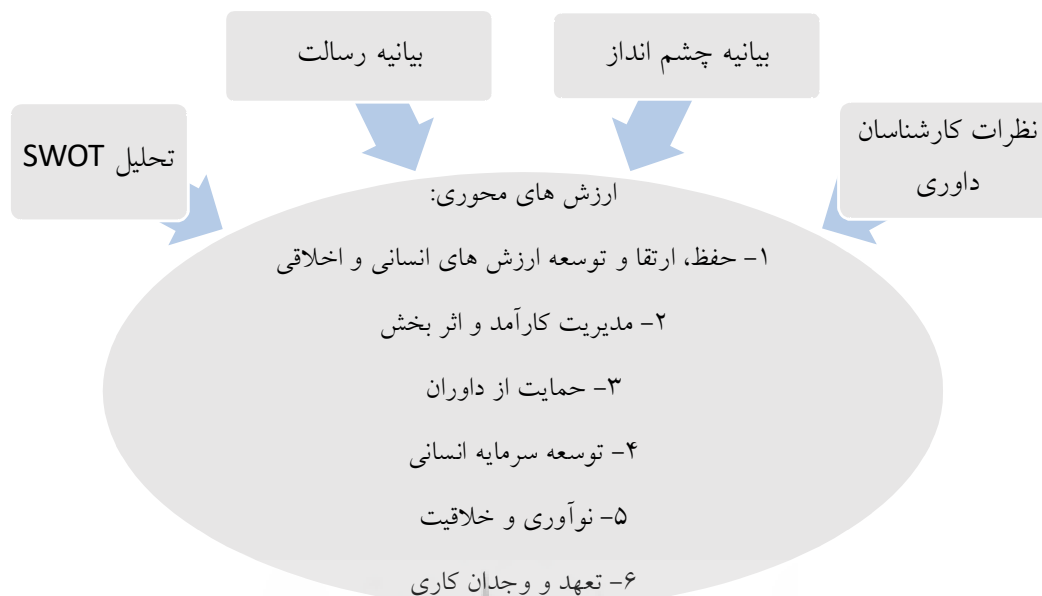 بیانیه چشم انداز
بیانیه رسالت
نظرات کارشناسان
داوری
تحلیل SWOT
ارزش های محوری:
۱- حفظ، ارتقا و توسعه ارزش های انسانی و اخلاقی
۲- مدیریت کارآمد و اثر بخش
۳- حمایت از داوران
۴- توسعه سرمایه انسانی
۵- نوآوری و خلاقیت
۶- تعهد و وجدان کاری